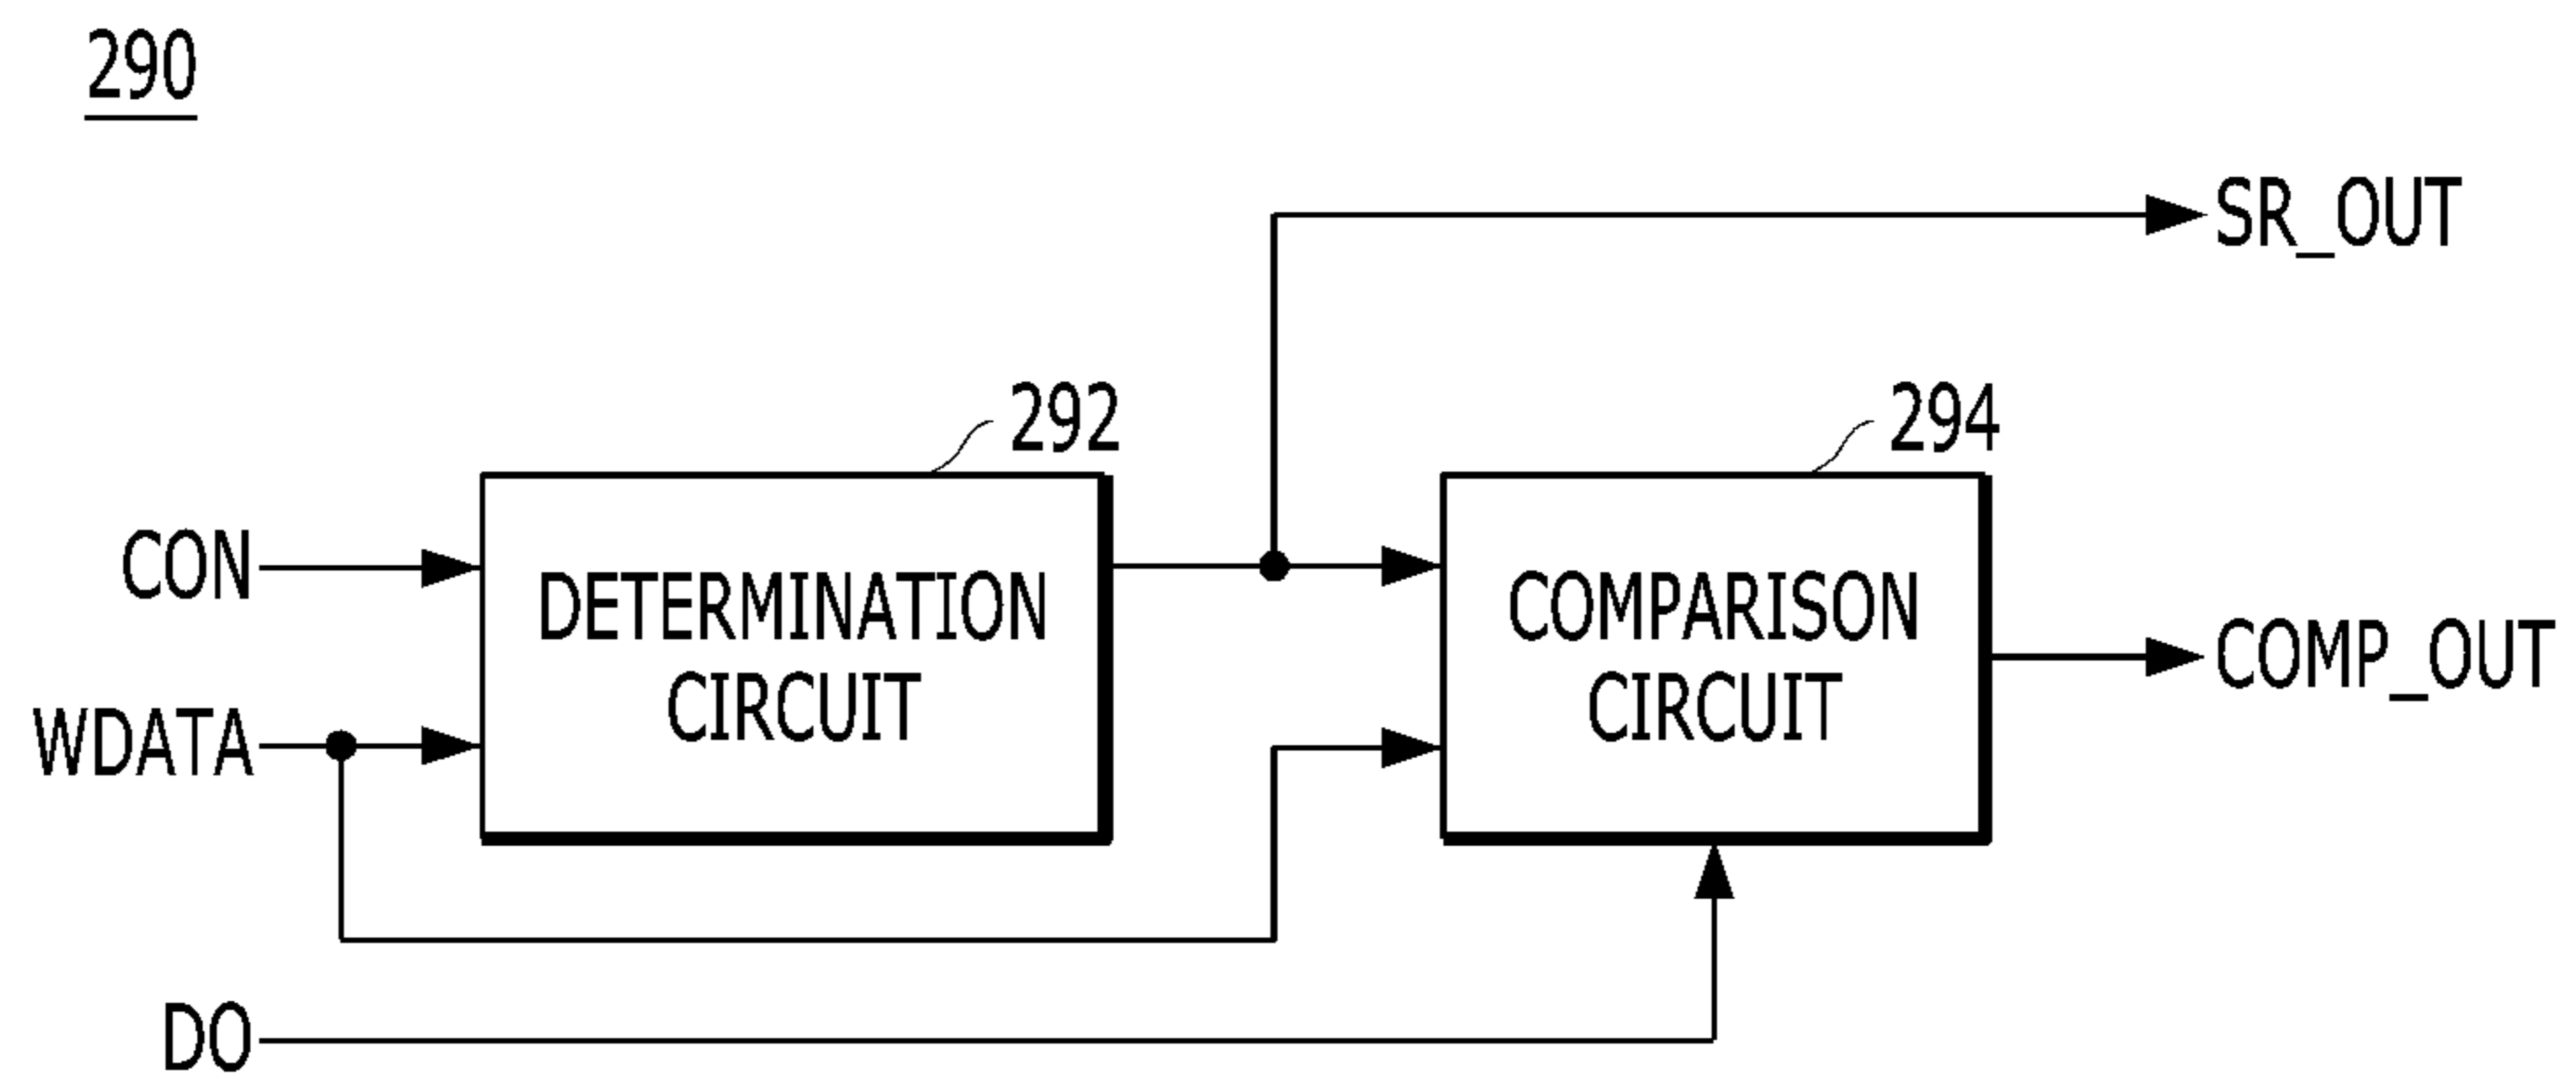 290
SR_OUT
292
294
CON
DETERMINATION
CIRCUIT
COMPARISON
CIRCUIT
COMP_OUT
WDATA
DO